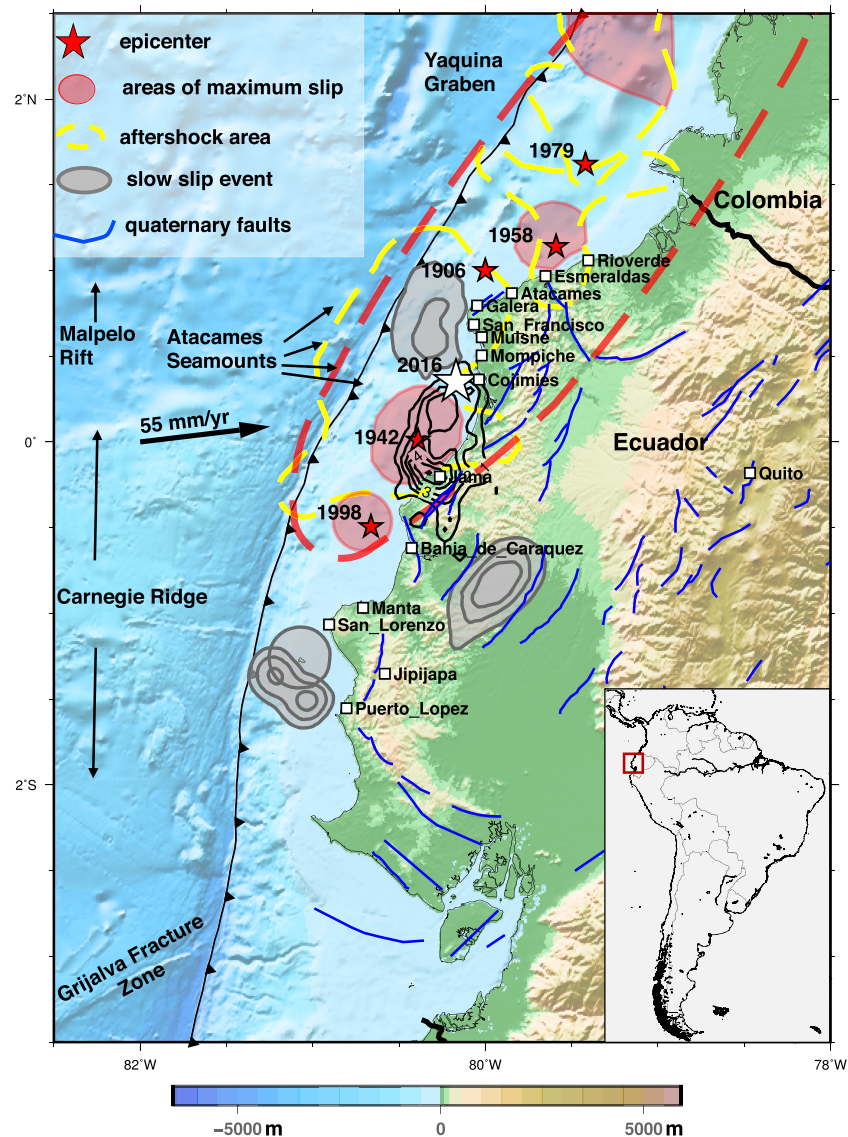 epicenter
areas of maximum slip
aftershock area
slow slip event
quaternary faults
Yaquina
Graben
2°N
1979
Colombia
1958
Rioverde
1906
Esmeraldas
Atacames
Galera
San_Francisco
Muisne
Mompiche
Malpelo
Rift
Atacames
Seamounts
2016
Cojimies
55 mm/yr
0°
1942
4
Ecuador
Jama
Quito
3
1998
Bahia_de_Caraquez
Carnegie Ridge
Manta
San_Lorenzo
Jipijapa
Puerto_Lopez
2°S
Grijalva Fracture
Zone
82°W
80°W
78°W
−5000 m
0
5000 m